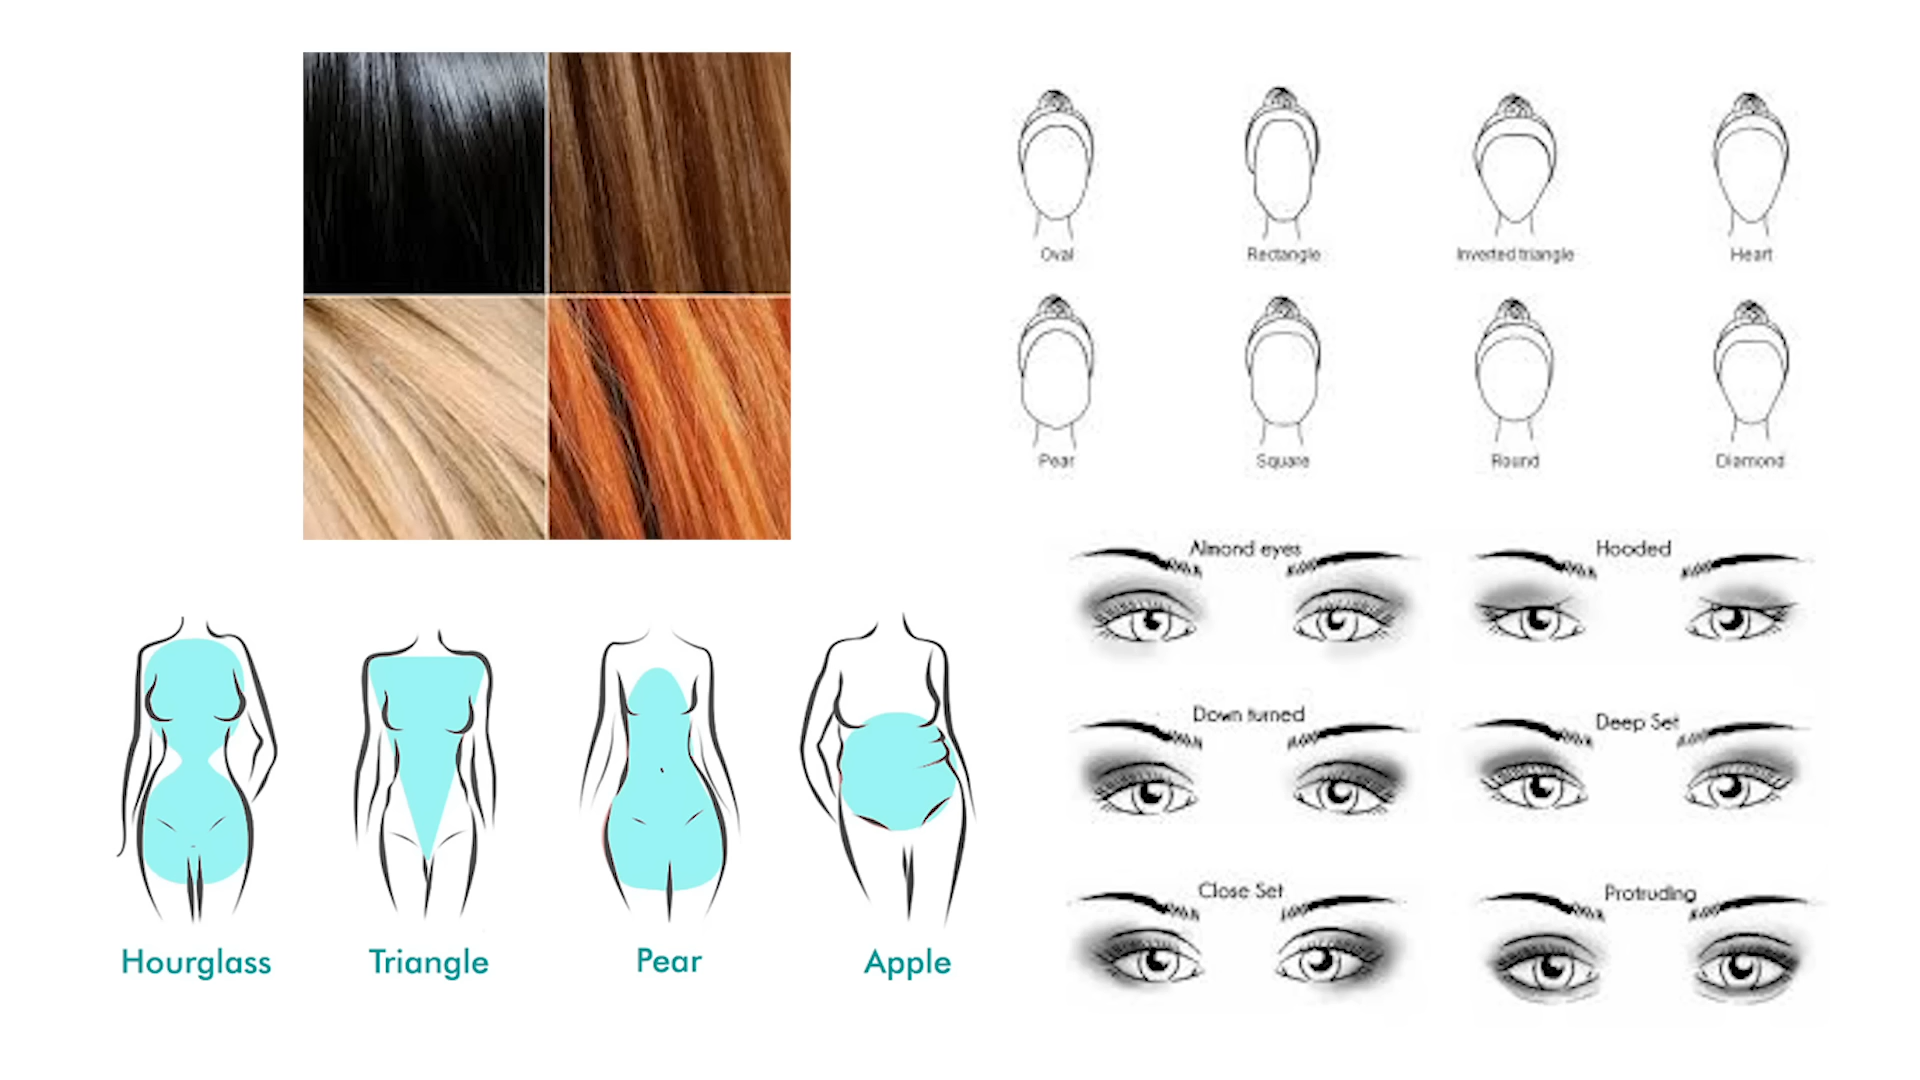 Oval
Rectangle
Inverted triangle
Heart
Pear
Square
Round
Diamond
Almond eyes
Hooded
Down turned
Deep Set
Close Set
Protruding
Hourglass
Triangle
Pear
Apple